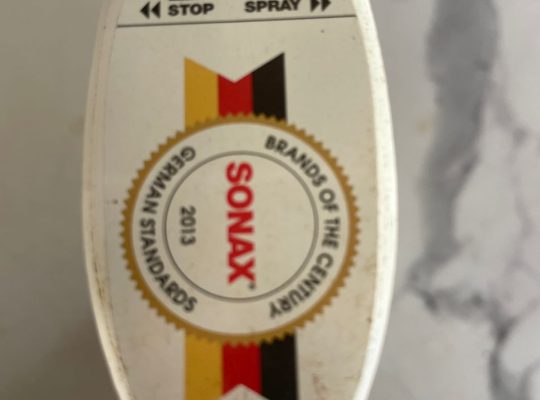 STOP SPRAY
BRANDS OF THE CENTURY
SONAX®
2013
GERMAN STANDARDS